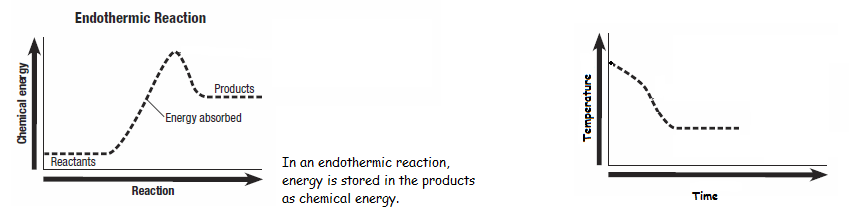 Endothermic Reaction
Chemical energy
Products
Energy absorbed
Reactants
Reaction
In an endothermic reaction,
energy is stored in the products
as chemical energy.
Temperature
Time